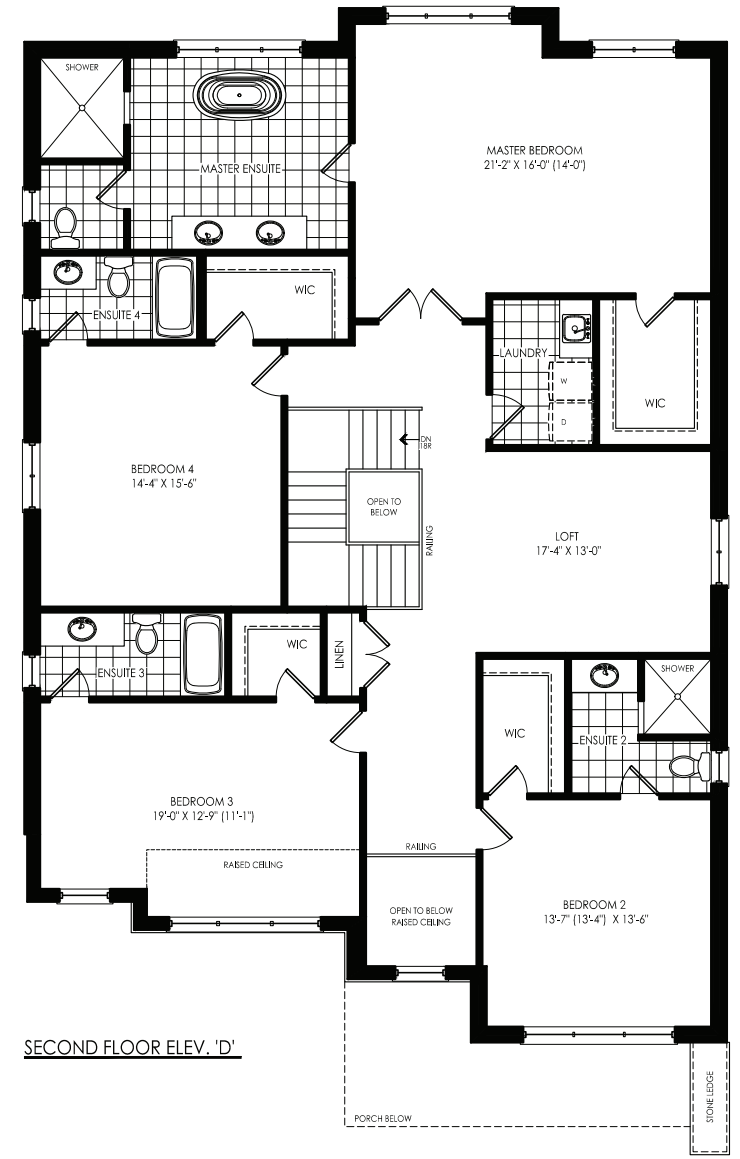 SHOWER
MASTER BEDROOM
21'-2" X 16'-0" (14'-0")
MASTER ENSUITE
WIC
ENSUITE 4
LAUNDRY
W
D
WIC
DN
18R
BEDROOM 4
14'-4" X 15'-6"
OPEN TO
BELOW
RAILING
LOFT
17'-4" X 13'-0"
WIC
LINEN
ENSUITE 3
SHOWER
WIC
ENSUITE 2
BEDROOM 3
19'-0" X 12'-9" (11'-1")
RAILING
RAISED CEILING
OPEN TO BELOW
RAISED CEILING
BEDROOM 2
13'-7" (13'-4") X 13'-6"
SECOND FLOOR ELEV. 'D'
STONE LEDGE
PORCH BELOW